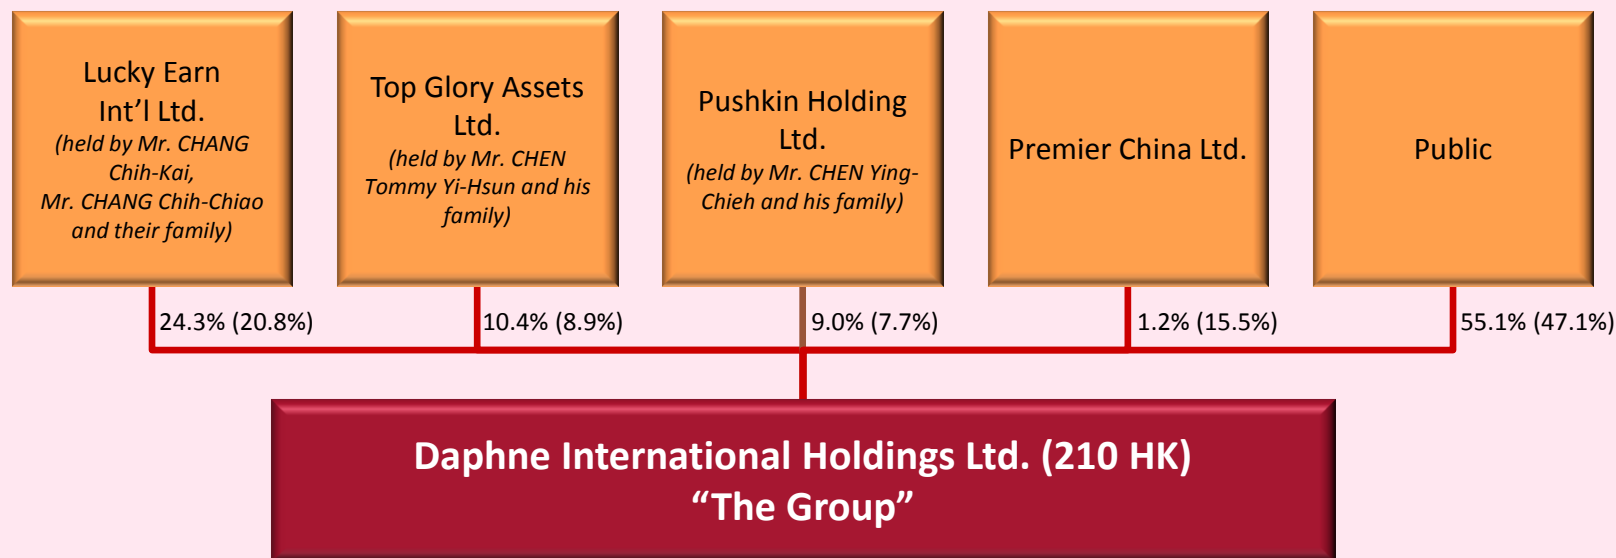 Lucky Earn
Int’l Ltd.
(held by Mr. CHANG
Chih-Kai,
Mr. CHANG Chih-Chiao
and their family)
Top Glory Assets
Ltd.
(held by Mr. CHEN
Tommy Yi-Hsun and his
family)
Pushkin Holding
Ltd.
(held by Mr. CHEN Ying-
Chieh and his family)
Premier China Ltd.
Public
24.3% (20.8%)
10.4% (8.9%)
9.0% (7.7%)
1.2% (15.5%)
55.1% (47.1%)
Daphne International Holdings Ltd. (210 HK)
“The Group”